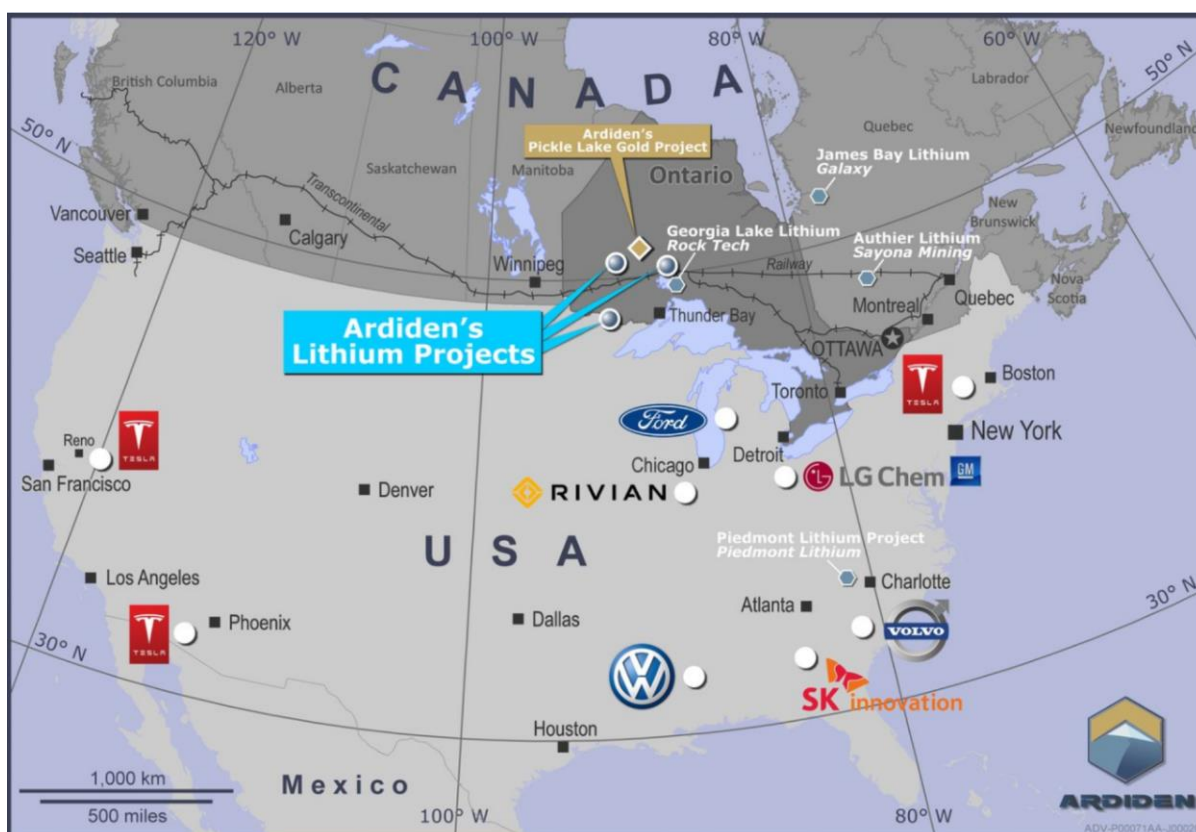 120° W
100° W
80° W
60° W
50° N
50° N
British Columbia
Alberta
CANADA
Saskatchewan
Manitoba
Ontario
Quebec
Labrador
Newfoundland
New
Brunswick
Nova
Scotia
Ardiden's
Pickle Lake Gold Project
James Bay Lithium
Galaxy
Georgia Lake Lithium
Rock Tech
Authier Lithium
Sayona Mining
Transcontinental
Railway
Vancouver
Seattle
Calgary
Winnipeg
Thunder Bay
Montreal
Quebec
OTTAWA
Toronto
Ardiden's
Lithium Projects
TESLA
Boston
New York
Ford
Detroit
Chicago
LG Chem
GM
RIVIAN
Reno
TESLA
San Francisco
Denver
USA
Piedmont Lithium Project
Piedmont Lithium
Charlotte
Atlanta
VOLVO
Los Angeles
TESLA
Phoenix
Dallas
30° N
30° N
VW
SK innovation
Houston
Mexico
1,000 km
500 miles
100° W
80° W
ARDIDEN